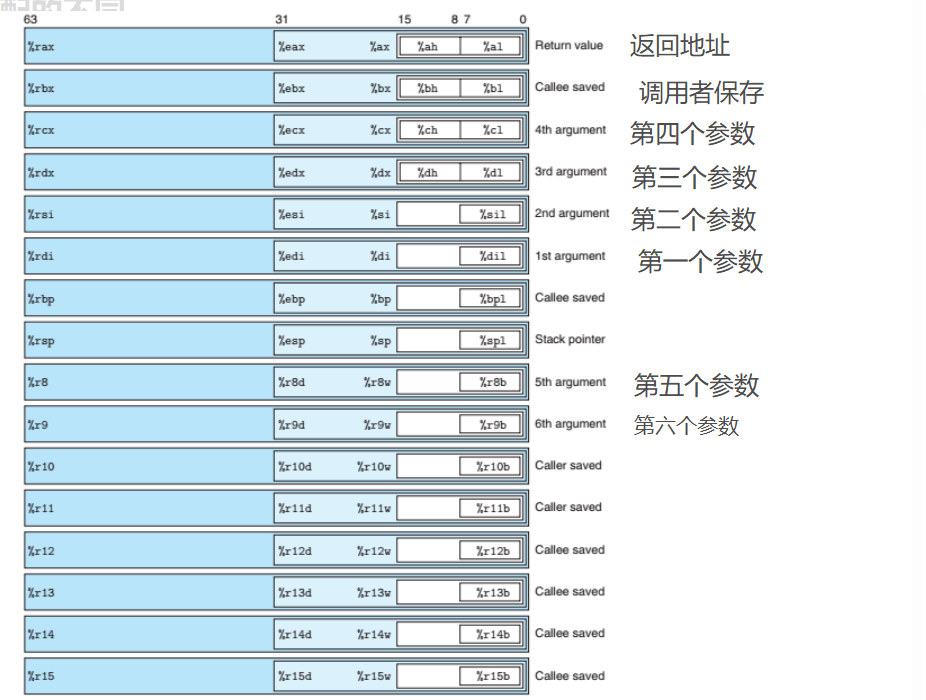 63 31 15 8 7 0
%rax %eax %ax %ah %al Return value 返回地址
%rbx %ebx %bx %bh %bl Callee saved 调用者保存
%rcx %ecx %cx %ch %cl 4th argument 第四个参数
%rdx %edx %dx %dh %dl 3rd argument 第三个参数
%rsi %esi %si %sil 2nd argument 第二个参数
%rdi %edi %di %dil 1st argument 第一个参数
%rbp %ebp %bp %bpl Callee saved
%rsp %esp %sp %spl Stack pointer
%r8 %r8d %r8w %r8b 5th argument 第五个参数
%r9 %r9d %r9w %r9b 6th argument 第六个参数
%r10 %r10d %r10w %r10b Caller saved
%r11 %r11d %r11w %r11b Caller saved
%r12 %r12d %r12w %r12b Callee saved
%r13 %r13d %r13w %r13b Callee saved
%r14 %r14d %r14w %r14b Callee saved
%r15 %r15d %r15w %r15b Callee saved